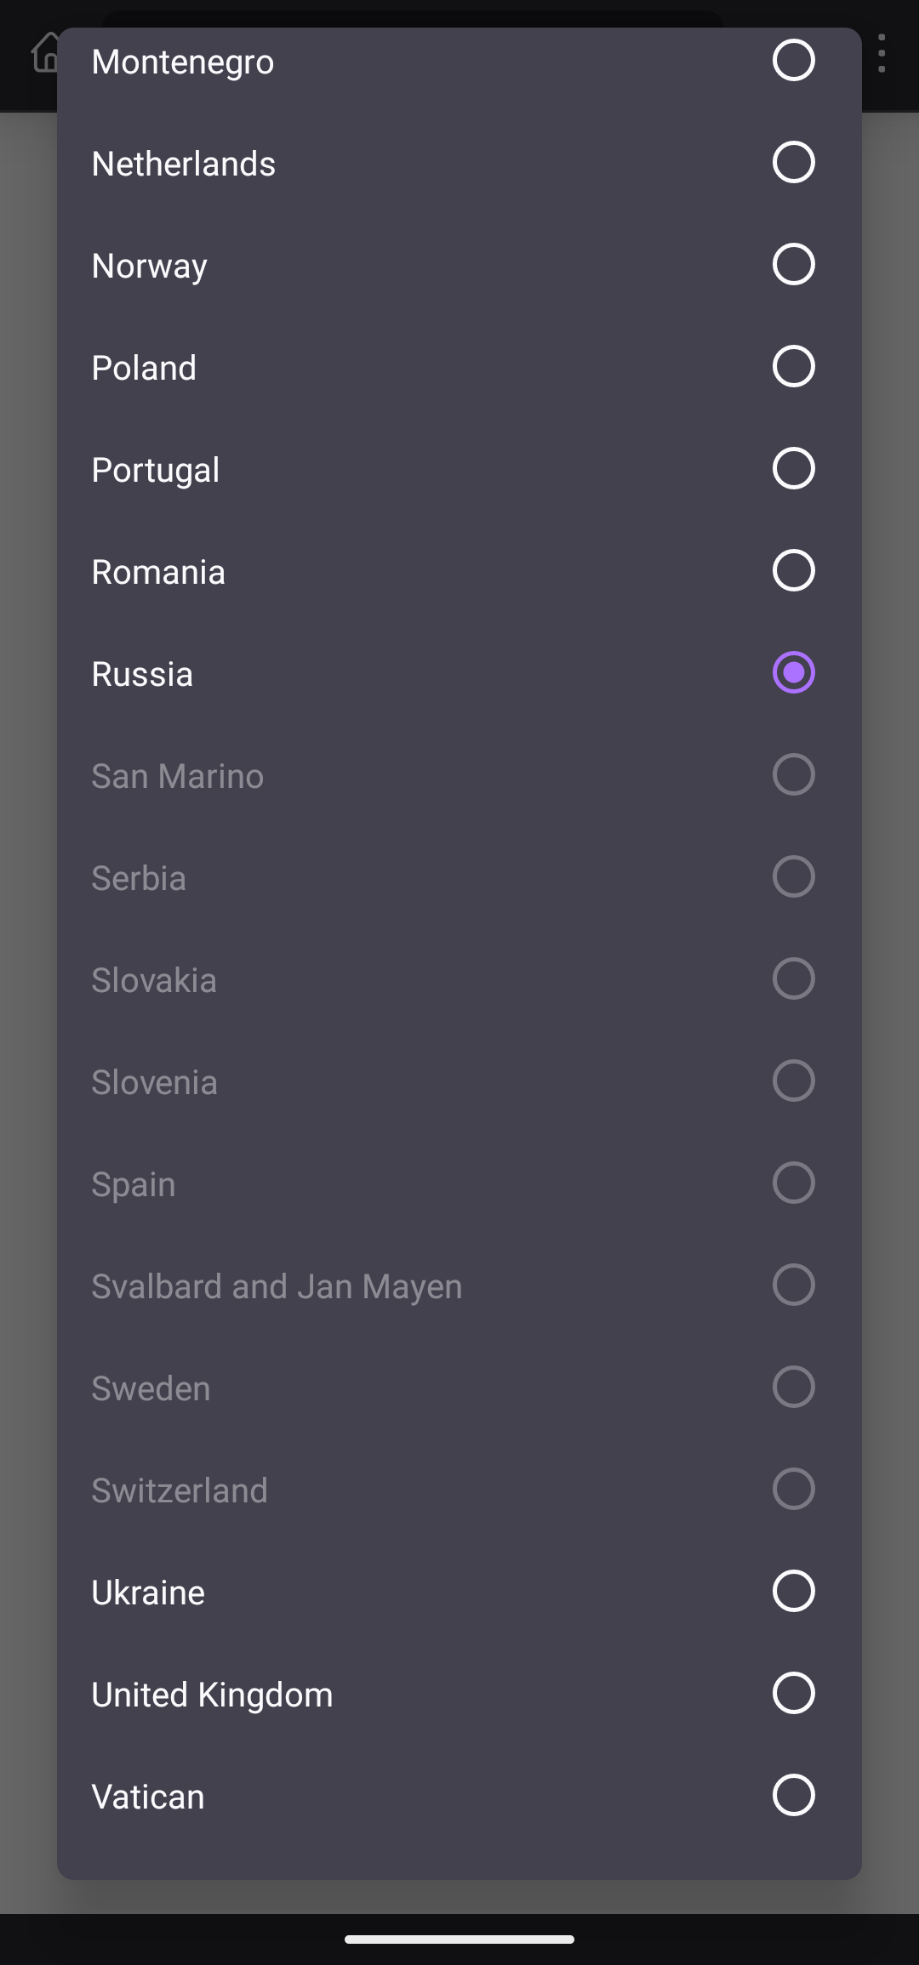 Montenegro
Netherlands
Norway
Poland
Portugal
Romania
Russia
San Marino
Serbia
Slovakia
Slovenia
Spain
Svalbard and Jan Mayen
Sweden
Switzerland
Ukraine
United Kingdom
Vatican